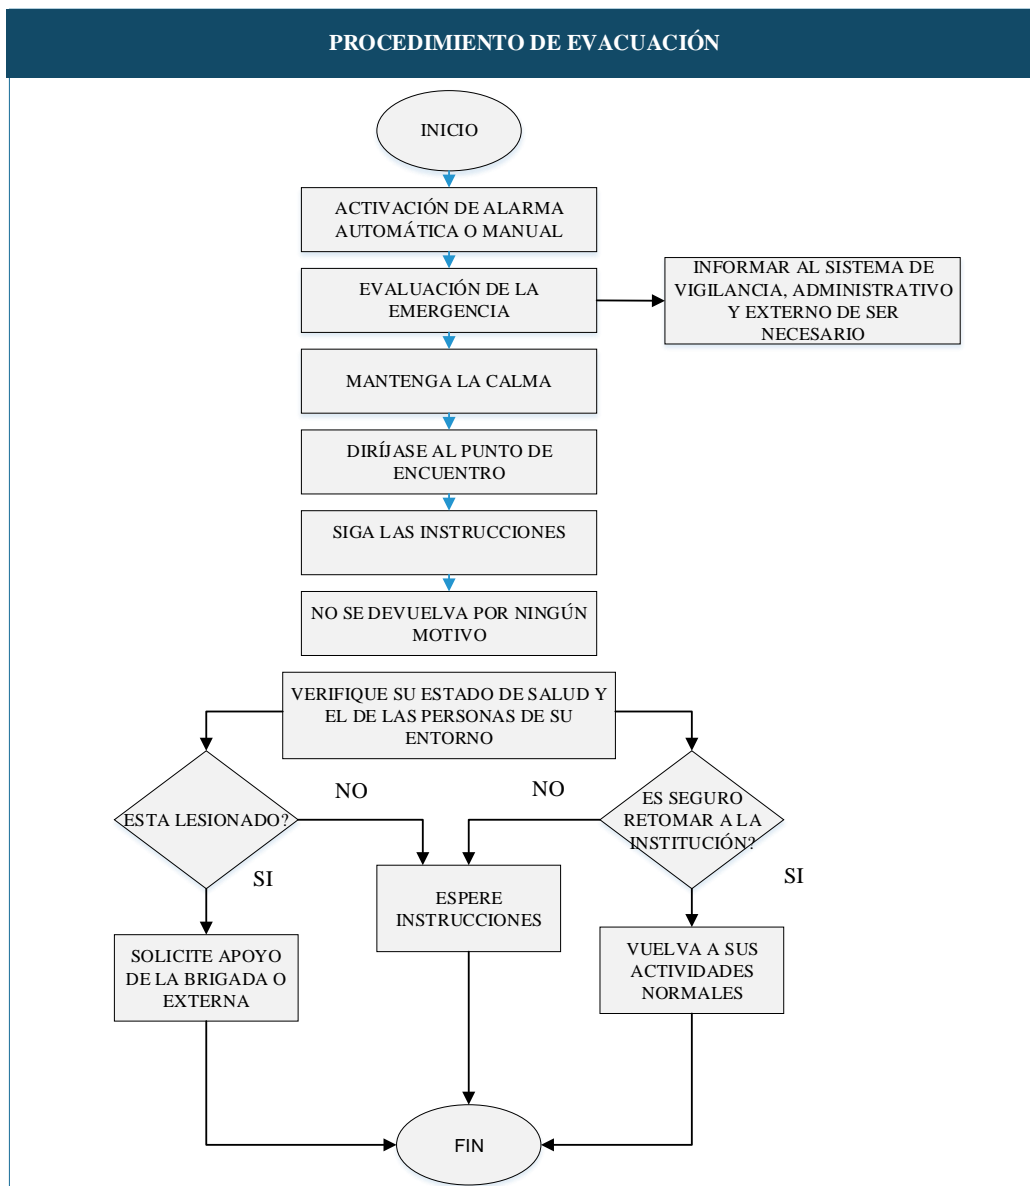 PROCEDIMIENTO DE EVACUACIÓN
INICIO
ACTIVACIÓN DE ALARMA
AUTOMÁTICA O MANUAL
EVALUACIÓN DE LA
EMERGENCIA
INFORMAR AL SISTEMA DE
VIGILANCIA, ADMINISTRATIVO
Y EXTERNO DE SER
NECESARIO
MANTENGA LA CALMA
DIRÍJASE AL PUNTO DE
ENCUENTRO
SIGA LAS INSTRUCCIONES
NO SE DEVUELVA POR NINGÚN
MOTIVO
VERIFIQUE SU ESTADO DE SALUD Y
EL DE LAS PERSONAS DE SU
ENTORNO
ESTA LESIONADO?
NO
SI
NO
ES SEGURO
RETOMAR A LA
INSTITUCIÓN?
SI
ESPERE
INSTRUCCIONES
SOLICITE APOYO
DE LA BRIGADA O
EXTERNA
VUELVA A SUS
ACTIVIDADES
NORMALES
FIN